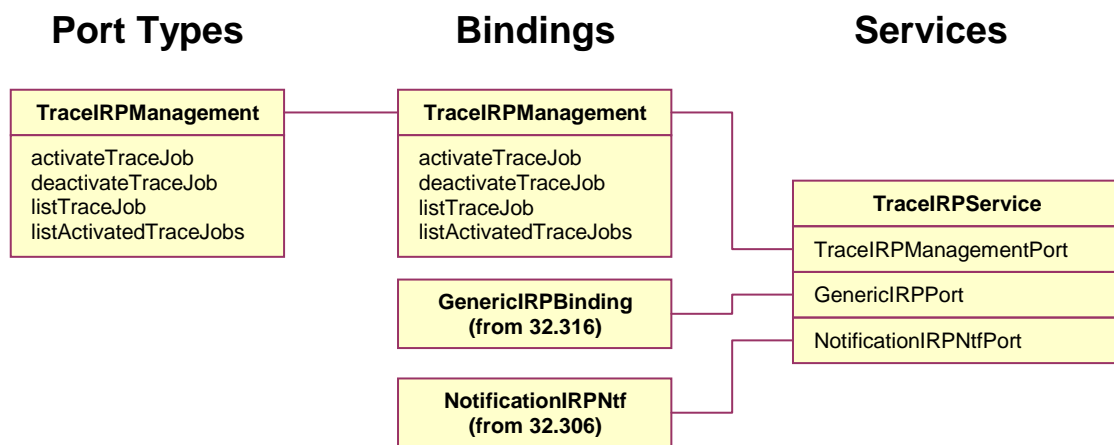 Port Types
Bindings
Services
TraceIRPManagement
activateTraceJob
deactivateTraceJob
listTraceJob
listActivatedTraceJobs
TraceIRPManagement
activateTraceJob
deactivateTraceJob
listTraceJob
listActivatedTraceJobs
GenericIRPBinding
(from 32.316)
NotificationIRPNtf
(from 32.306)
TraceIRPService
TraceIRPManagementPort
GenericIRPPort
NotificationIRPNtfPort